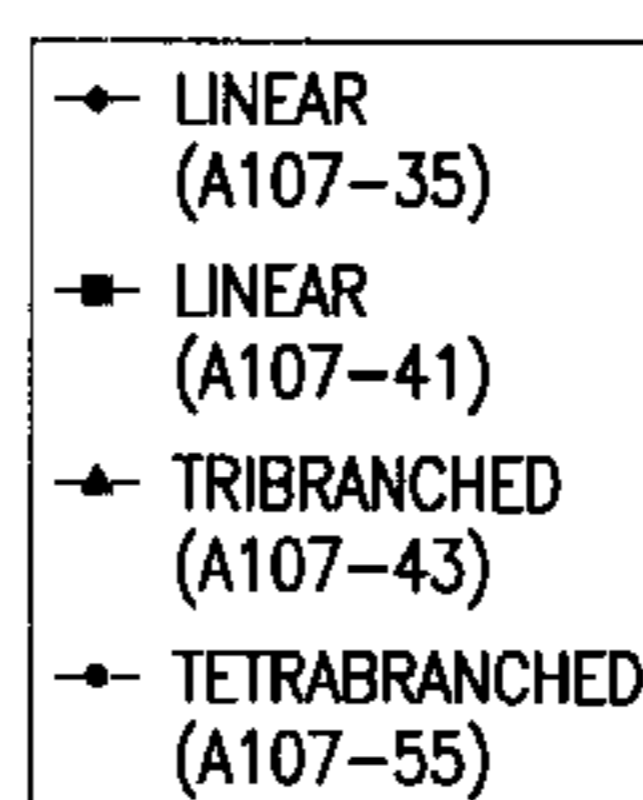 LINEAR
(A107-35)
LINEAR
(A107-41)
TRIBRANCHED
(A107-43)
TETRABRANCHED
(A107-55)